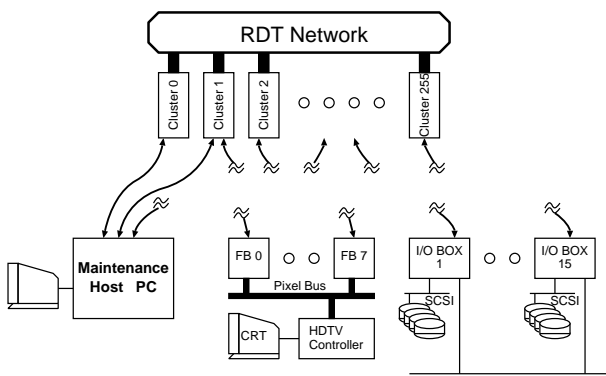 RDT Network
Cluster 0
Cluster 1
Cluster 2
Cluster 255
Maintenance
Host PC
FB 0
FB 7
Pixel Bus
CRT
HDTV
Controller
I/O BOX
1
I/O BOX
15
SCSI
SCSI